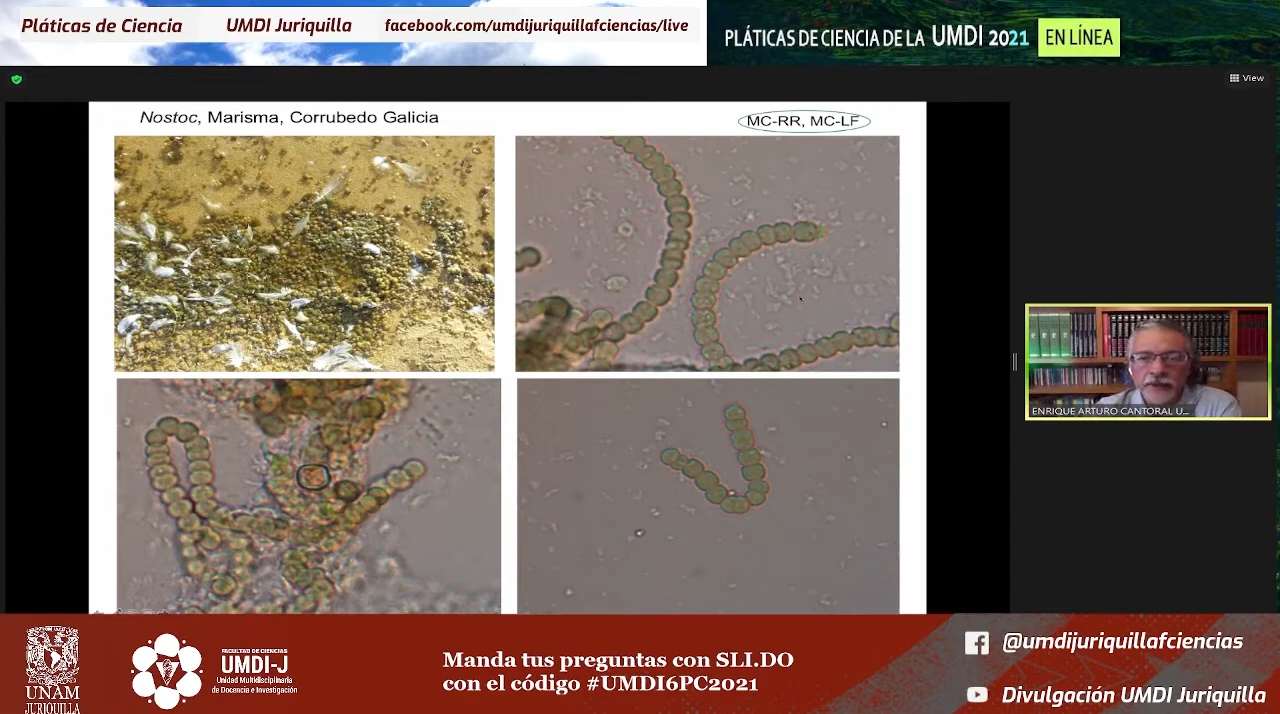 Pláticas de Ciencia UMDI Juriquilla facebook.com/umdijuriquillafciencias/live
PLÁTICAS DE CIENCIA DE LA UMDI 2021 EN LÍNEA
View
Nostoc, Marisma, Corrubedo Galicia
MC-RR, MC-LF
ENRIQUE ARTURO CANTORAL U...
UNAM
JURIQUILLA
FACULTAD DE CIENCIAS
UMDI-J
Unidad Multidisciplinaria
de Docencia e Investigación
Manda tus preguntas con SLI.DO
con el código #UMDI6PC2021
@umdijuriquillafciencias
Divulgación UMDI Juriquilla